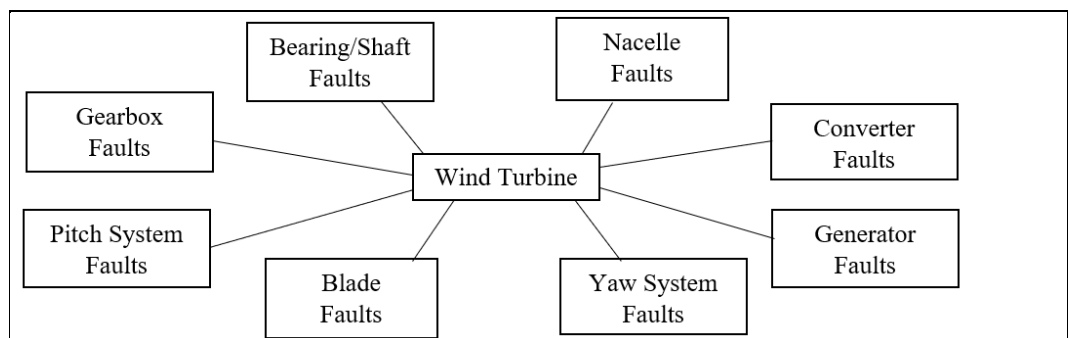 Bearing/Shaft
Faults
Nacelle
Faults
Gearbox
Faults
Converter
Faults
Wind Turbine
Pitch System
Faults
Generator
Faults
Blade
Faults
Yaw System
Faults